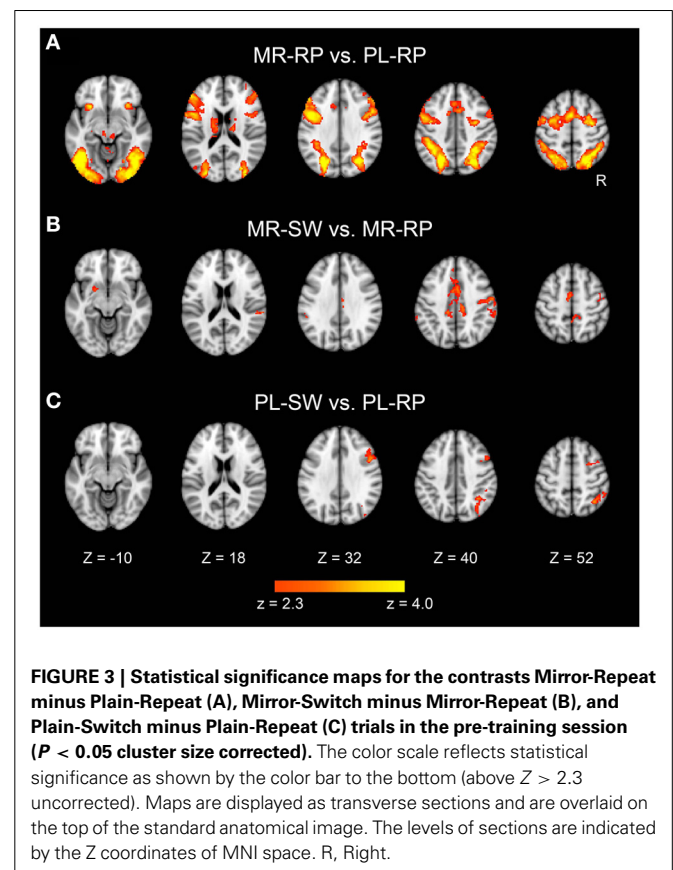 A
MR-RP vs. PL-RP
R
B
MR-SW vs. MR-RP
C
PL-SW vs. PL-RP
Z = -10 Z = 18 Z = 32 Z = 40 Z = 52
z = 2.3 z = 4.0
FIGURE 3 | Statistical significance maps for the contrasts Mirror-Repeat
minus Plain-Repeat (A), Mirror-Switch minus Mirror-Repeat (B), and
Plain-Switch minus Plain-Repeat (C) trials in the pre-training session
(P < 0.05 cluster size corrected). The color scale reflects statistical
significance as shown by the color bar to the bottom (above Z > 2.3
uncorrected). Maps are displayed as transverse sections and are overlaid on
the top of the standard anatomical image. The levels of sections are indicated
by the Z coordinates of MNI space. R, Right.